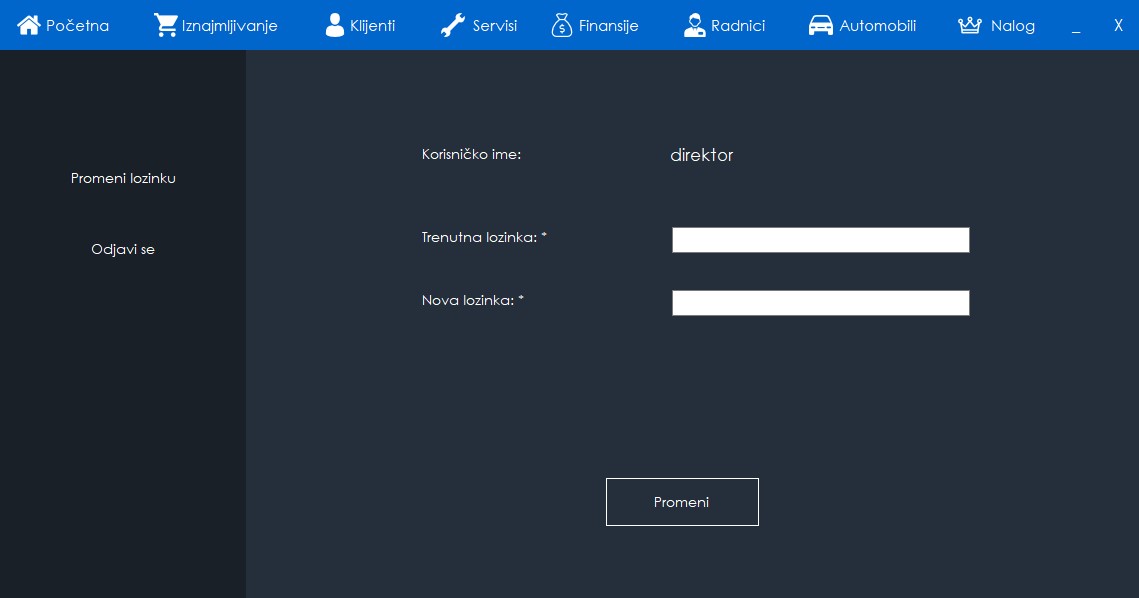 Početna Iznajmljivanje Klijenti Servisi Finansije Radnici Automobili Nalog _ X
Promeni lozinku
Odjavi se
Korisničko ime: direktor
Trenutna lozinka: *
Nova lozinka: *
Promeni